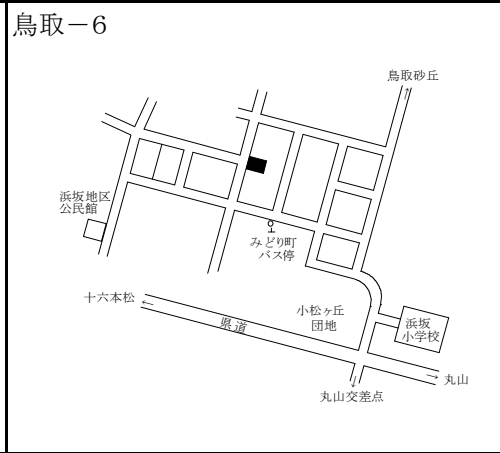 鳥取－6
鳥取砂丘
浜坂地区
公民館
みどり町
バス停
十六本松
県道
小松ヶ丘
団地
浜坂
小学校
丸山
丸山交差点